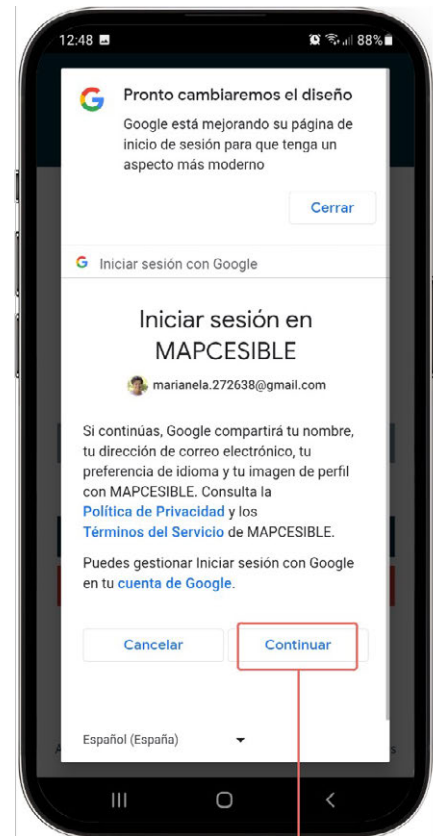 12:48 88%
Pronto cambiaremos el diseño
Google está mejorando su página de
inicio de sesión para que tenga un
aspecto más moderno
Cerrar
G Iniciar sesión con Google
Iniciar sesión en
MAPCESIBLE
marianela.272638@gmail.com
Si continúas, Google compartirá tu nombre,
tu dirección de correo electrónico, tu
preferencia de idioma y tu imagen de perfil
con MAPCESIBLE. Consulta la
Política de Privacidad y los
Términos del Servicio de MAPCESIBLE.
Puedes gestionar Iniciar sesión con Google
en tu cuenta de Google.
Cancelar Continuar
Español (España)